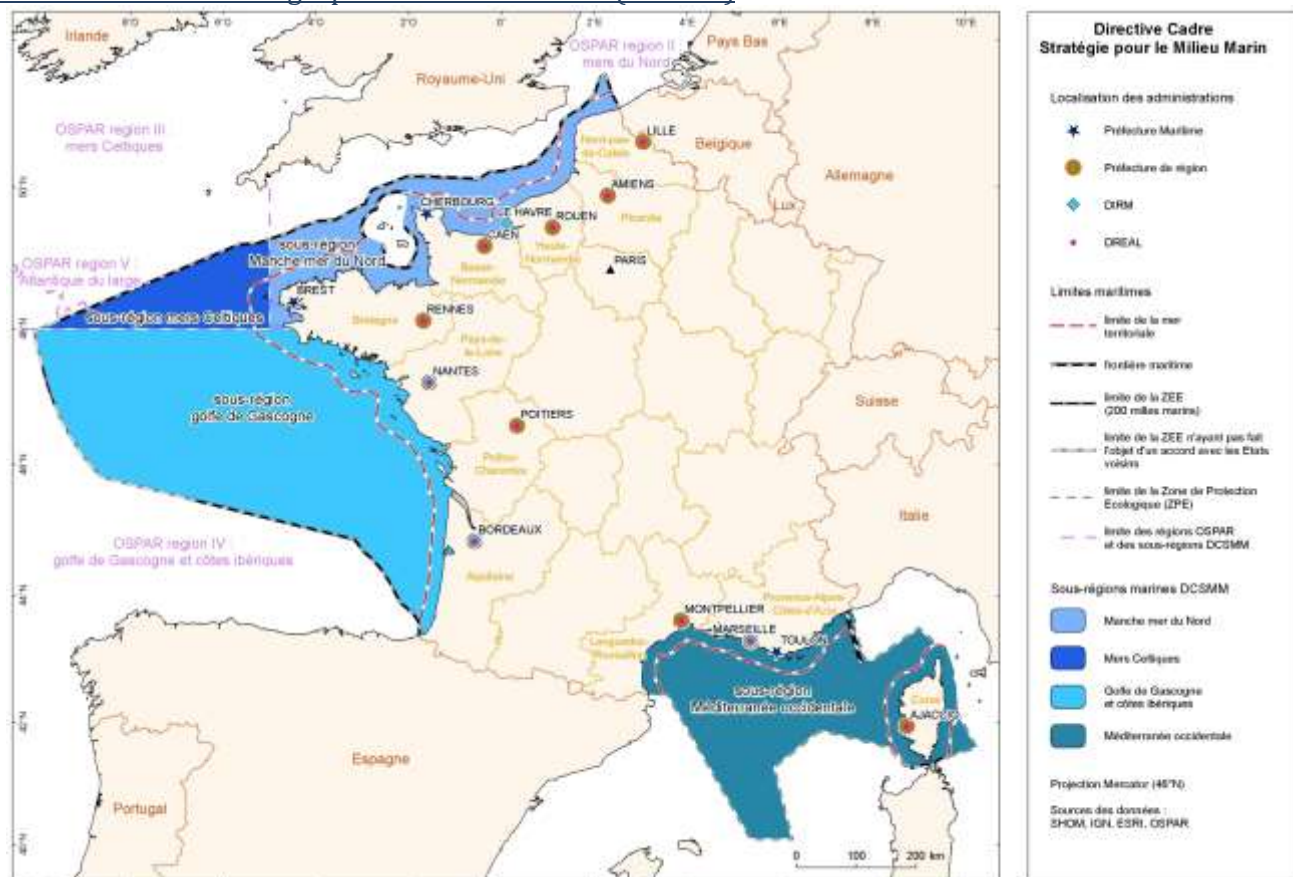 Irlande
Royaume-Uni
OSPAR region II
mers du Nord
Pays Bas
OSPAR region III
mers Celtiques
LILLE
Nord-pas-
de-Calais
Belgique
Allemagne
AMIENS
Picardie
Lux
CHERBOURG
LE HAVRE
ROUEN
CAEN
Haute-
Normandie
Basse-
Normandie
PARIS
sous-région
Manche mer du Nord
OSPAR region V :
Atlantique du large
BREST
sous-région mers Celtiques
RENNES
Bretagne
Pays-de-
la-Loire
NANTES
Suisse
sous-région
golfe de Gascogne
POITIERS
Poitou-
Charentes
Italie
BORDEAUX
OSPAR region IV :
golfe de Gascogne et côtes ibériques
Aquitaine
Provence-Alpes
Côte-d'Azur
MONTPELLIER
MARSEILLE
TOULON
Languedoc-
Roussillon
sous-région
Méditerranée occidentale
Corse
AJACCIO
Espagne
Portugal
0 100 200 km
Directive Cadre
Stratégie pour le Milieu Marin
Localisation des administrations
Préfecture Maritime
Préfecture de région
DIRM
DREAL
Limites maritimes
limite de la mer
territoriale
frontière maritime
limite de la ZEE
(200 milles marins)
limite de la ZEE n'ayant pas fait
l'objet d'un accord avec les Etats
voisins
limite de la Zone de Protection
Ecologique (ZPE)
limite des régions OSPAR
et des sous-régions DCSMM
Sous-régions marines DCSMM
Manche mer du Nord
Mers Celtiques
Golfe de Gascogne
et côtes ibériques
Méditerranée occidentale
Projection Mercator (46°N)
Sources des données :
SHOM, IGN, ESRI, OSPAR